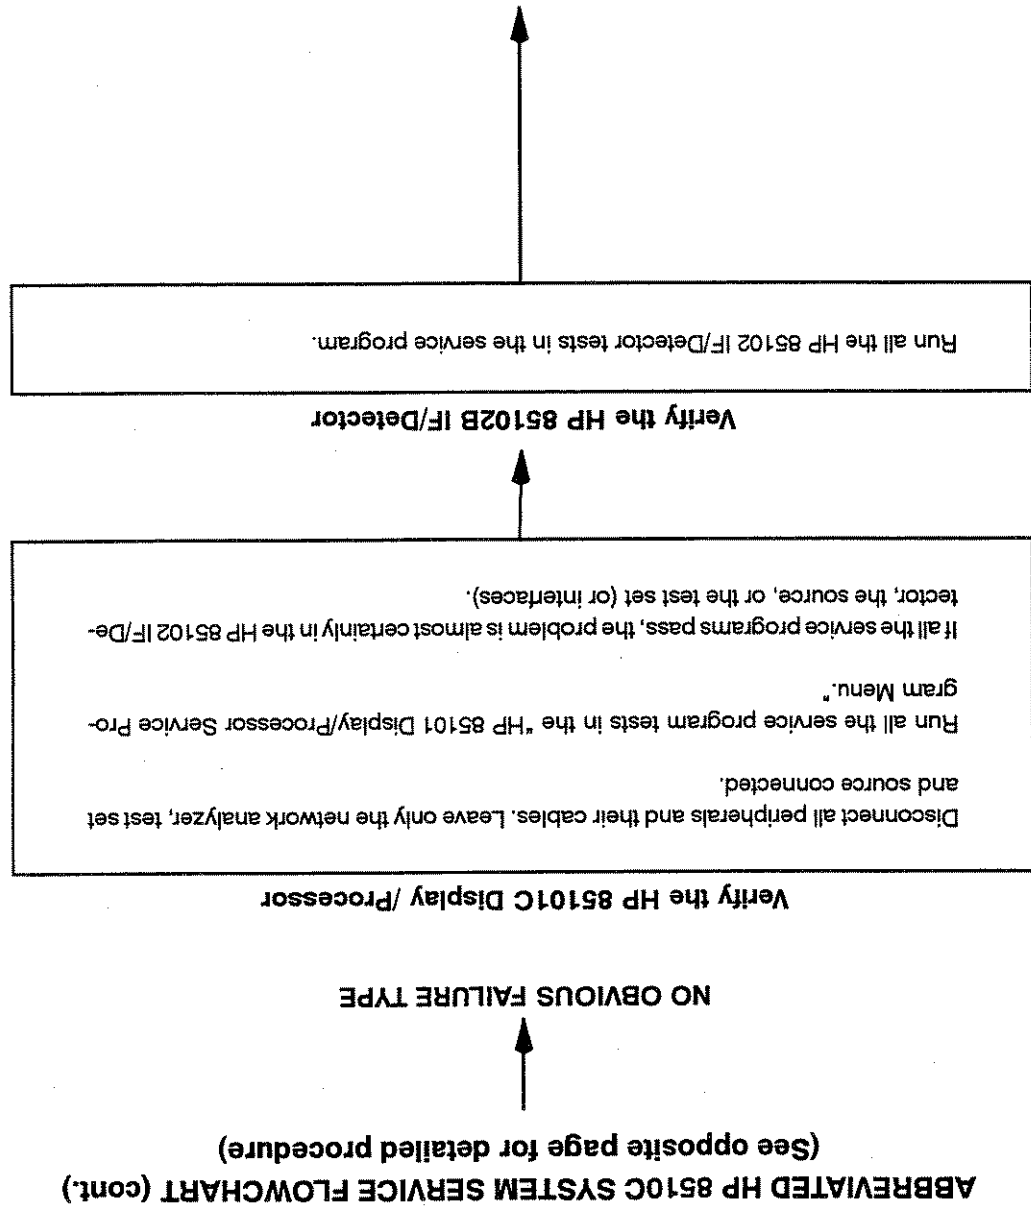 ABBREVIATED HP 8510C SYSTEM SERVICE FLOWCHART (cont.)
(See opposite page for detailed procedure)
NO OBVIOUS FAILURE TYPE
Verify the HP 85101C Display /Processor
Disconnect all peripherals and their cables. Leave only the network analyzer, test set
and source connected.
Run all the service program tests in the "HP 85101 Display/Processor Service Pro-
gram Menu."
If all the service programs pass, the problem is almost certainly in the HP 85102 IF/De-
tector, the source, or the test set (or interfaces).
Verify the HP 85102B IF/Detector
Run all the HP 85102 IF/Detector tests in the service program.